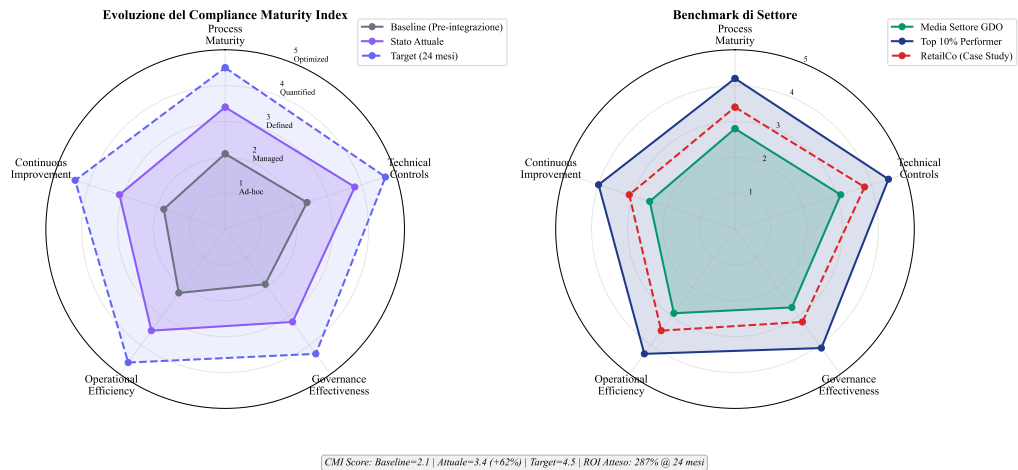 Evoluzione del Compliance Maturity Index
Baseline (Pre-integrazione)
Stato Attuale
Target (24 mesi)
Process
Maturity
5
Optimized
4
Quantified
3
Defined
2
Managed
1
Ad-hoc
Continuous
Improvement
Technical
Controls
Operational
Efficiency
Governance
Effectiveness
Benchmark di Settore
Media Settore GDO
Top 10% Performer
RetailCo (Case Study)
Process
Maturity
5
4
3
2
1
Continuous
Improvement
Technical
Controls
Operational
Efficiency
Governance
Effectiveness
CMI Score: Baseline=2.1 | Attuale=3.4 (+62%) | Target=4.5 | ROI Atteso: 287% @ 24 mesi